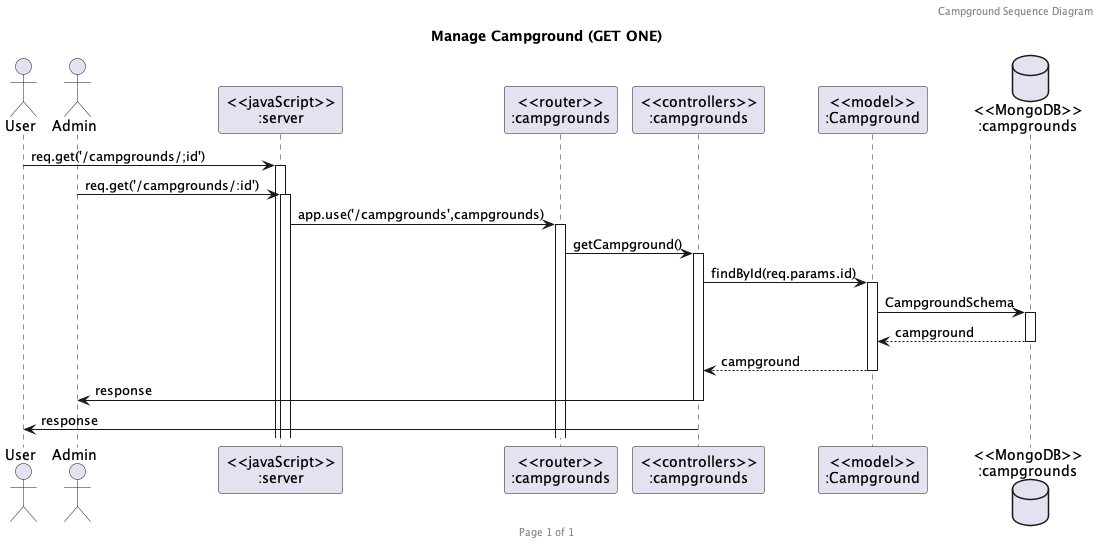 Campground Sequence Diagram
Manage Campground (GET ONE)
User
Admin
<<javaScript>>
:server
<<router>>
:campgrounds
<<controllers>>
:campgrounds
<<model>>
:Campground
<<MongoDB>>
:campgrounds
req.get('/campgrounds/;id')
req.get('/campgrounds/:id')
app.use('/campgrounds',campgrounds)
getCampground()
findById(req.params.id)
CampgroundSchema
campground
campground
response
response
User
Admin
<<javaScript>>
:server
<<router>>
:campgrounds
<<controllers>>
:campgrounds
<<model>>
:Campground
<<MongoDB>>
:campgrounds
Page 1 of 1